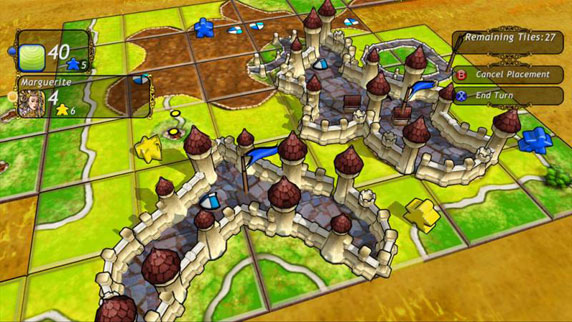 40
5
Marguerite
4
6
Remaining Tiles:27
B Cancel Placement
X End Turn